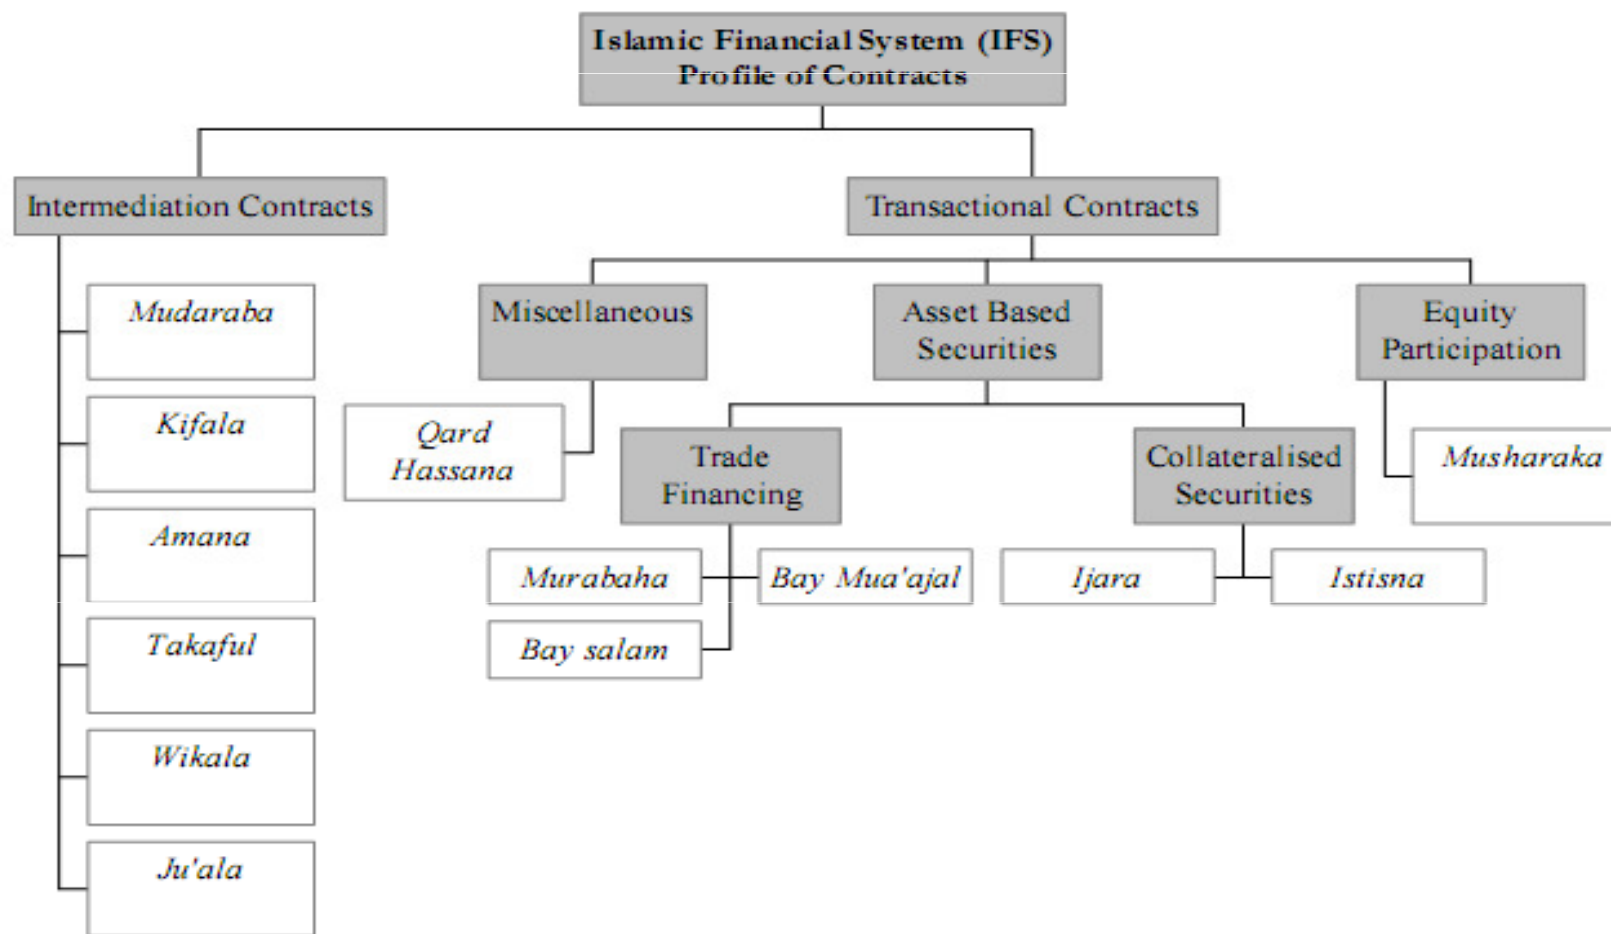 Islamic Financial System (IFS)
Profile of Contracts
Intermediation Contracts
Transactional Contracts
Mudaraba
Kifala
Amana
Takaful
Wikala
Ju'ala
Miscellaneous
Qard
Hassana
Asset Based
Securities
Trade
Financing
Murabaha
Bay Mua'ajal
Bay salam
Collateralised
Securities
Ijara
Istisna
Equity
Participation
Musharaka